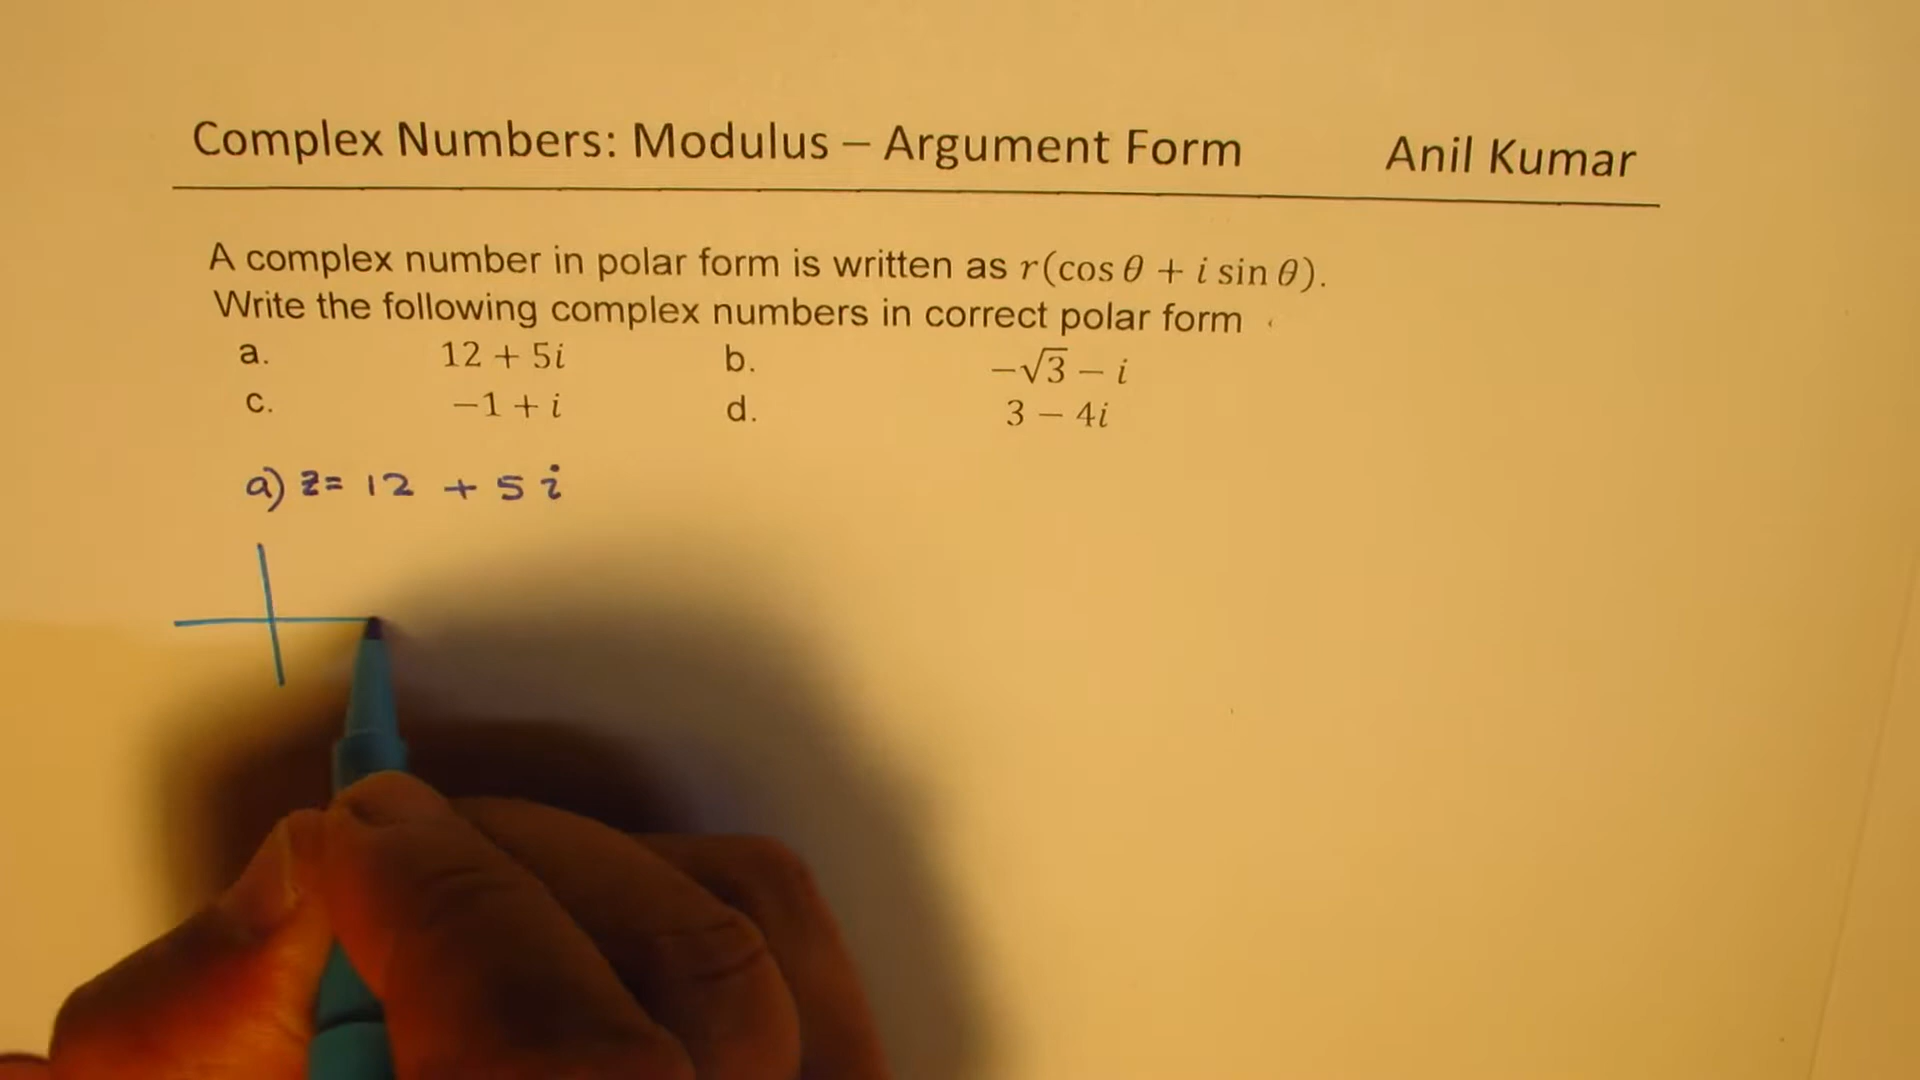 Complex Numbers: Modulus – Argument Form Anil Kumar
A complex number in polar form is written as r(cos θ + i sin θ).
Write the following complex numbers in correct polar form
a. 12 + 5i b. −√3 − i
c. −1 + i d. 3 − 4i
a) z = 12 + 5 i